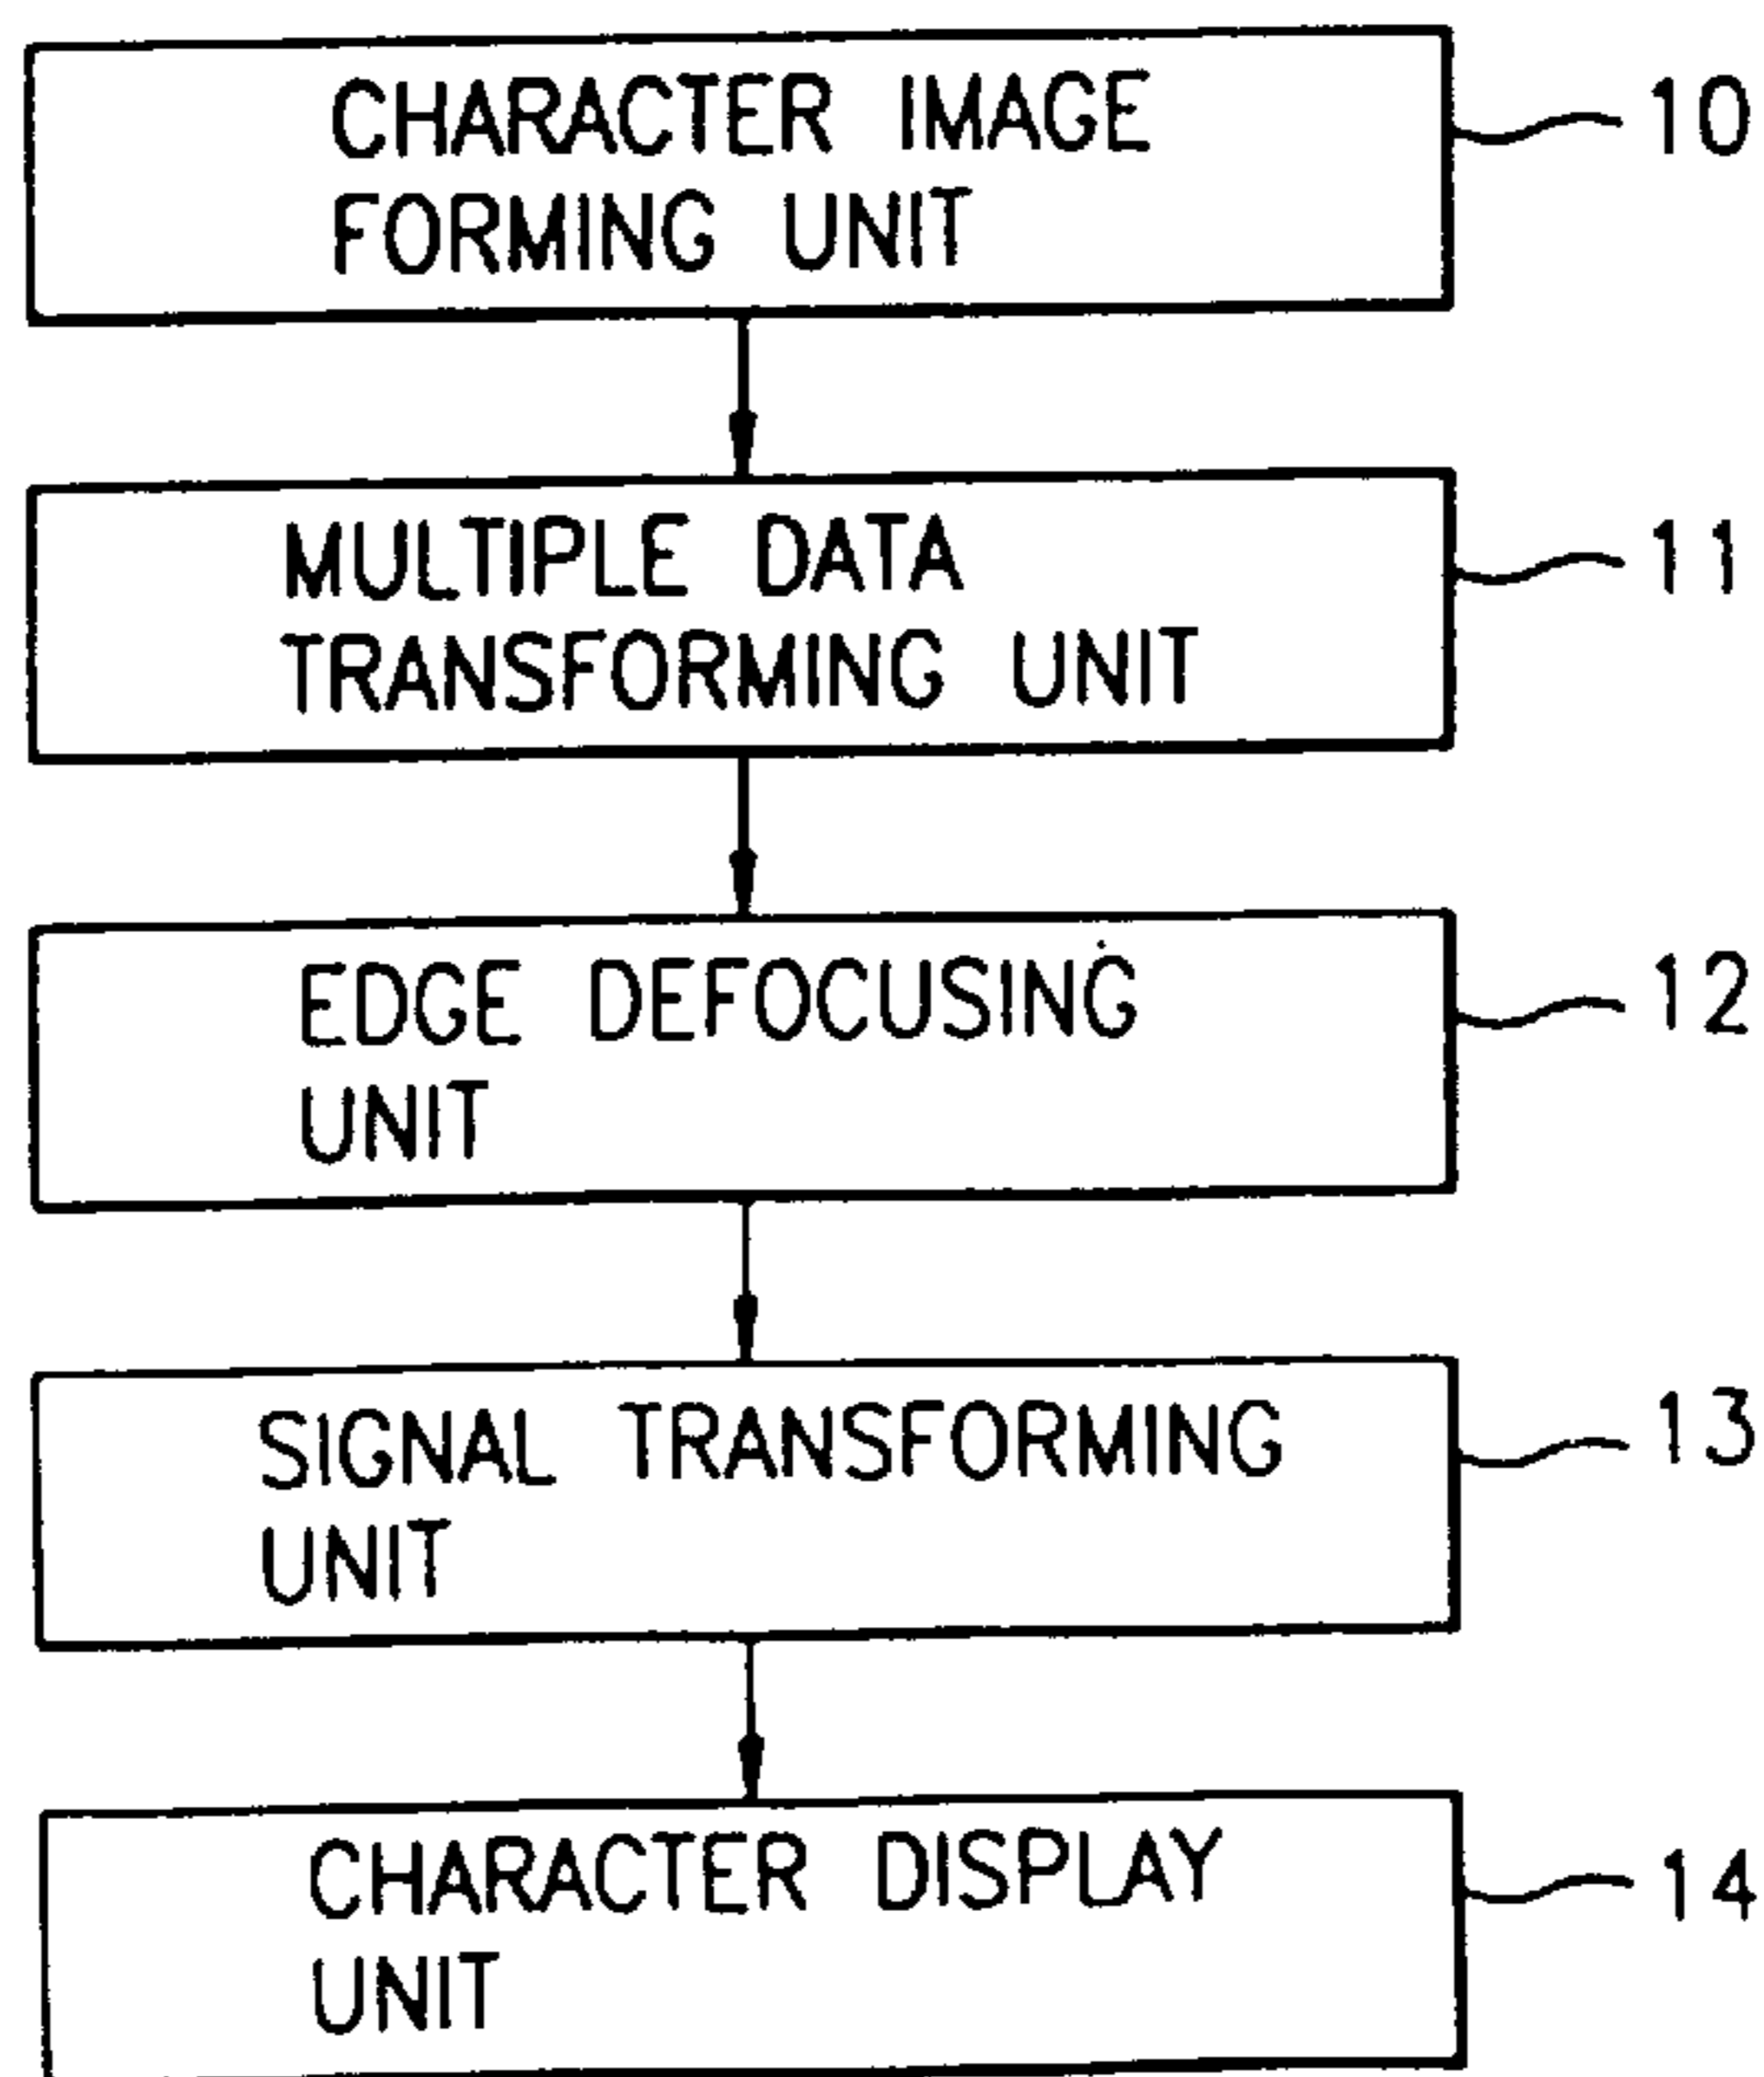 CHARACTER IMAGE
FORMING UNIT
10
MULTIPLE DATA
TRANSFORMING UNIT
11
EDGE DEFOCUSING
UNIT
12
SIGNAL TRANSFORMING
UNIT
13
CHARACTER DISPLAY
UNIT
14